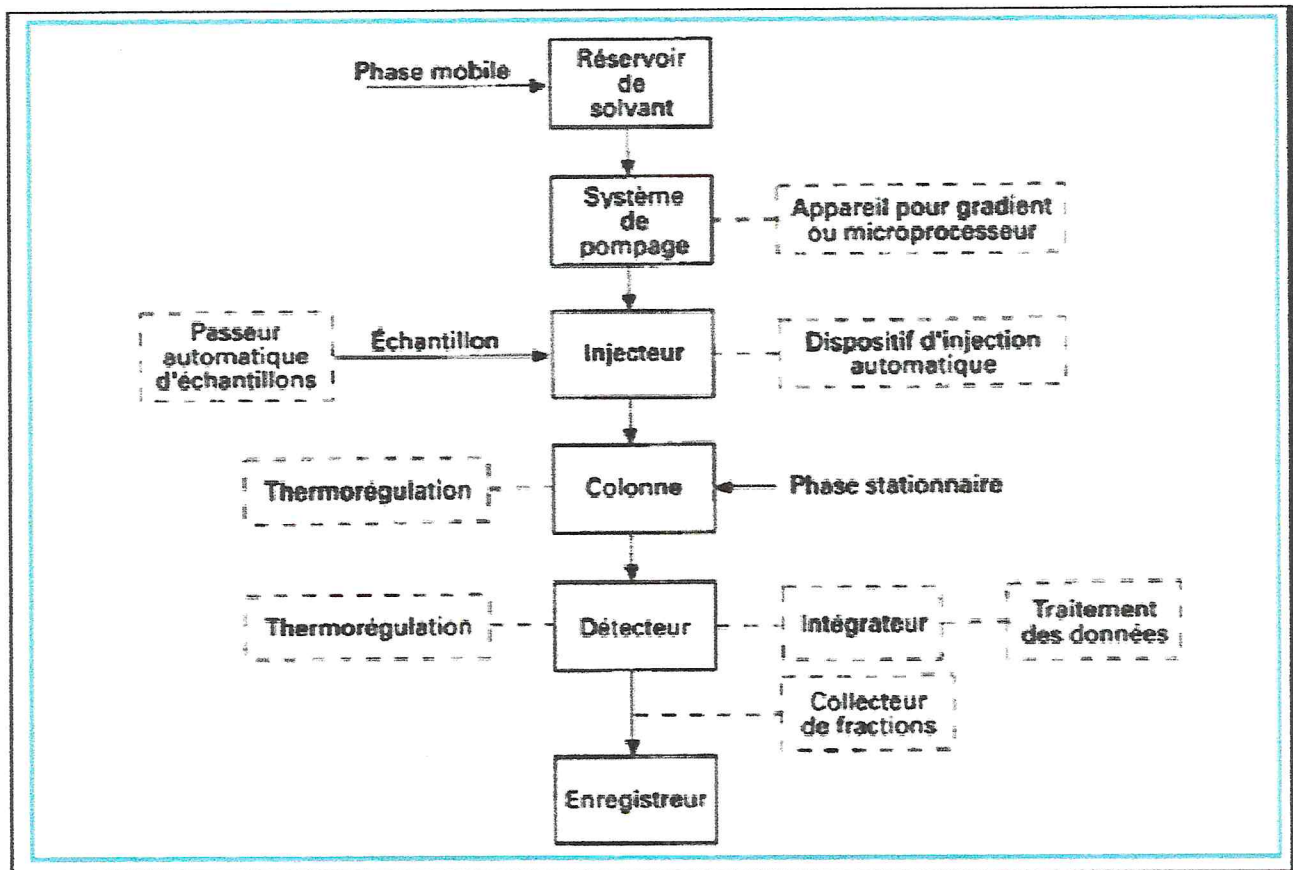 Phase mobile
Réservoir
de
solvant
Système
de
pompage
Appareil pour gradient
ou microprocesseur
Passeur
automatique
d'échantillons
Échantillon
Injecteur
Dispositif d'injection
automatique
Thermorégulation
Colonne
Phase stationnaire
Thermorégulation
Détecteur
Intégrateur
Traitement
des données
Collecteur
de fractions
Enregistreur